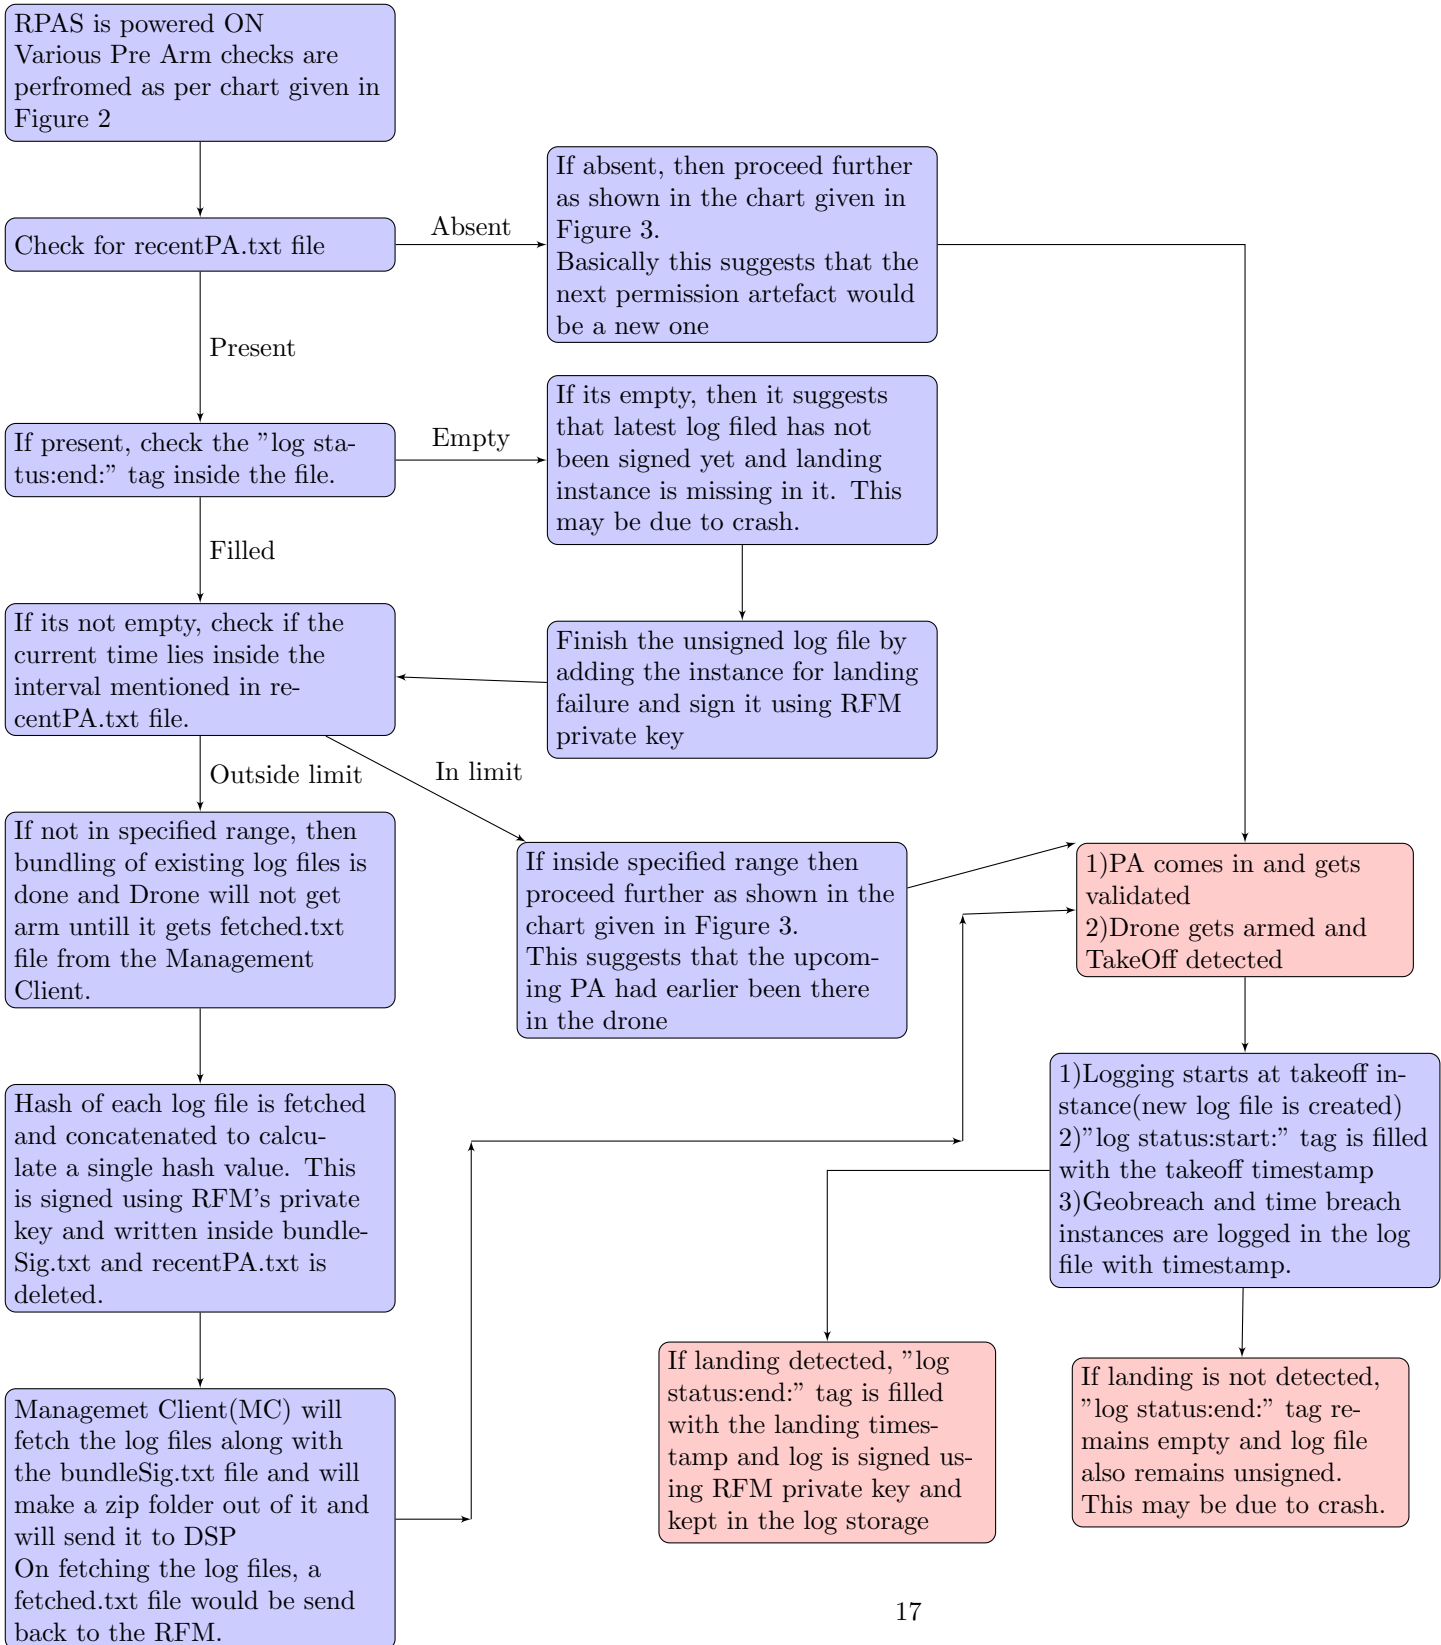 RPAS is powered ON
Various Pre Arm checks are
perfromed as per chart given in
Figure 2
Check for recentPA.txt file
Absent
If absent, then proceed further
as shown in the chart given in
Figure 3.
Basically this suggests that the
next permission artefact would
be a new one
Present
If present, check the ”log sta-
tus:end:” tag inside the file.
Empty
If its empty, then it suggests
that latest log filed has not
been signed yet and landing
instance is missing in it. This
may be due to crash.
Filled
If its not empty, check if the
current time lies inside the
interval mentioned in re-
centPA.txt file.
Finish the unsigned log file by
adding the instance for landing
failure and sign it using RFM
private key
Outside limit
In limit
If not in specified range, then
bundling of existing log files is
done and Drone will not get
arm untill it gets fetched.txt
file from the Management
Client.
If inside specified range then
proceed further as shown in the
chart given in Figure 3.
This suggests that the upcom-
ing PA had earlier been there
in the drone
1)PA comes in and gets
validated
2)Drone gets armed and
TakeOff detected
Hash of each log file is fetched
and concatenated to calcu-
late a single hash value. This
is signed using RFM’s private
key and written inside bundle-
Sig.txt and recentPA.txt is
deleted.
1)Logging starts at takeoff in-
stance(new log file is created)
2)”log status:start:” tag is filled
with the takeoff timestamp
3)Geobreach and time breach
instances are logged in the log
file with timestamp.
If landing detected, ”log
status:end:” tag is filled
with the landing times-
tamp and log is signed us-
ing RFM private key and
kept in the log storage
If landing is not detected,
”log status:end:” tag re-
mains empty and log file
also remains unsigned.
This may be due to crash.
Managemet Client(MC) will
fetch the log files along with
the bundleSig.txt file and will
make a zip folder out of it and
will send it to DSP
On fetching the log files, a
fetched.txt file would be send
back to the RFM.
17